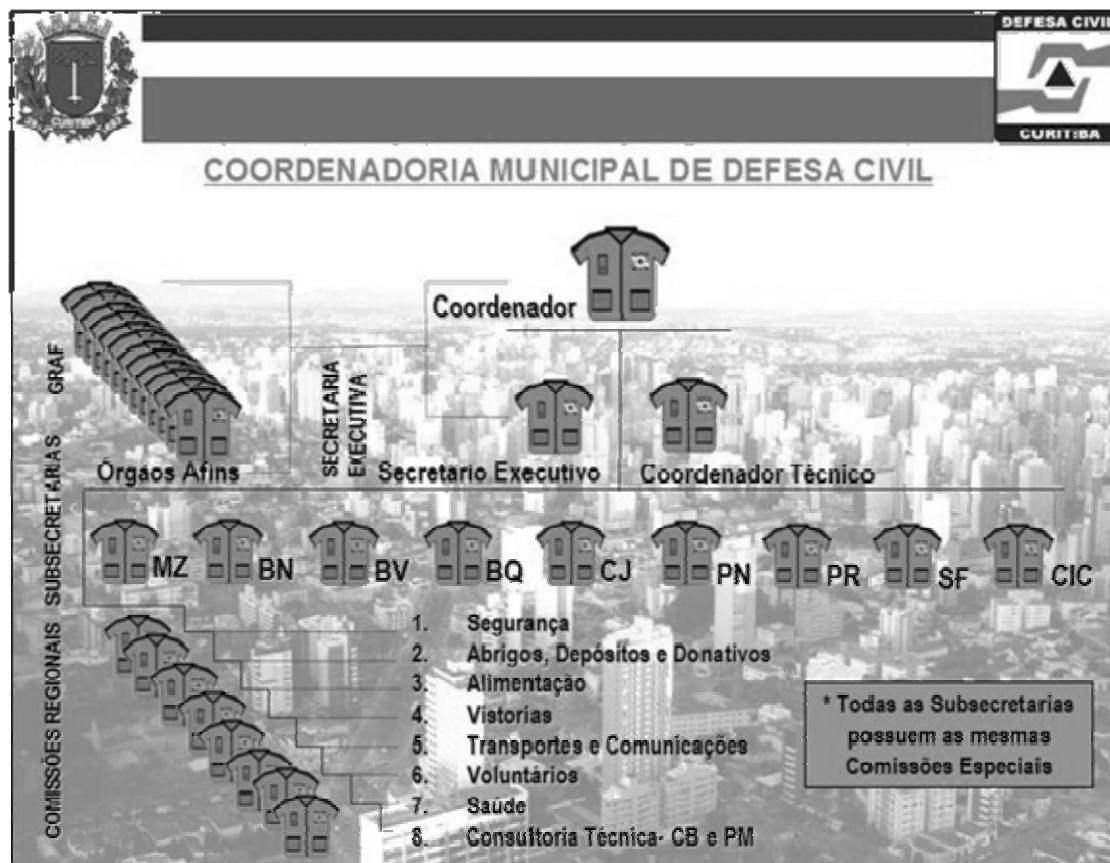 DEFESA CIVIL
CURITIBA
CURITIBA
COORDENADORIA MUNICIPAL DE DEFESA CIVIL
Coordenador
GRAF
SECRETARIA
EXECUTIVA
Órgaos Afins
Secretario Executivo
Coordenador Técnico
SUBSECRETARIAS
MZ
BN
BV
BQ
CJ
PN
PR
SF
CIC
COMISSÕES REGIONAIS
1. Segurança
2. Abrigos, Depósitos e Donativos
3. Alimentação
4. Vistorias
5. Transportes e Comunicações
6. Voluntários
7. Saúde
8. Consultoria Técnica- CB e PM
* Todas as Subsecretarias
possuem as mesmas
Comissões Especiais